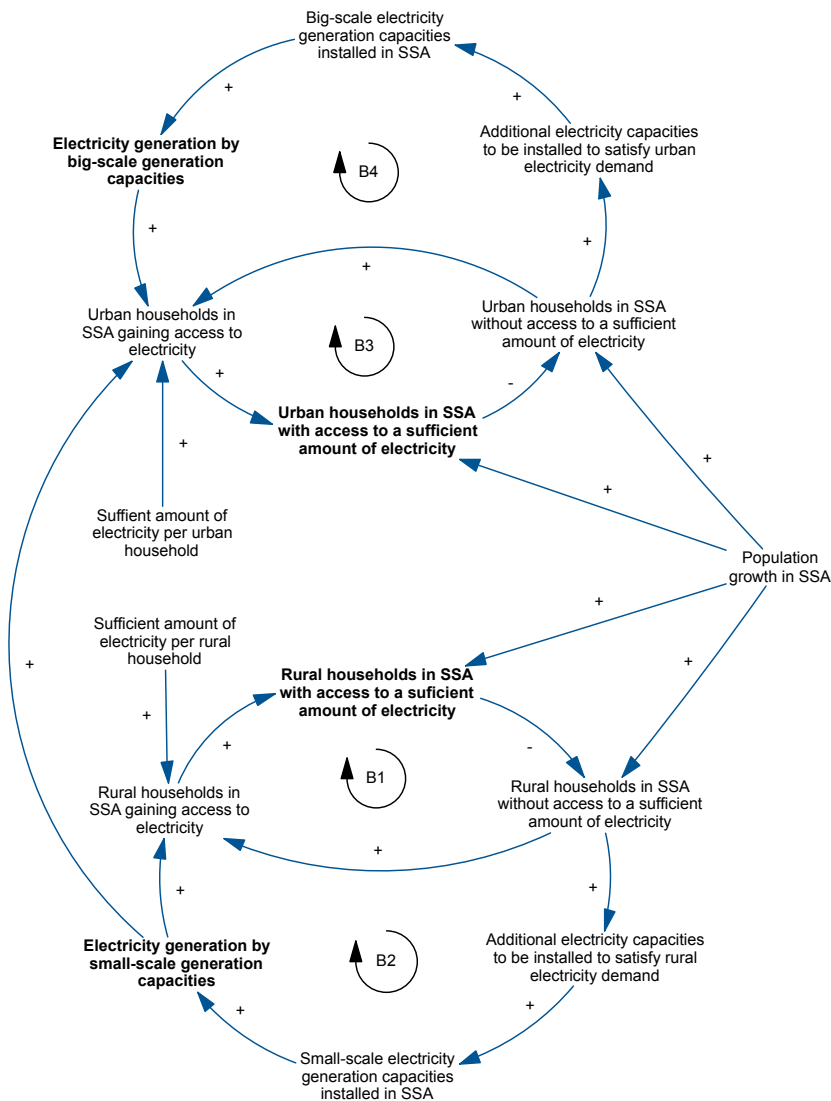 Big-scale electricity
generation capacities
installed in SSA
+
+
Electricity generation by
big-scale generation
capacities
Additional electricity capacities
to be installed to satisfy urban
electricity demand
B4
+
+
+
Urban households in
SSA gaining access to
electricity
Urban households in SSA
without access to a sufficient
amount of electricity
B3
+
-
Urban households in SSA
with access to a sufficient
amount of electricity
+
+
+
Suffient amount of
electricity per urban
household
Population
growth in SSA
Sufficient amount of
electricity per rural
household
+
+
+
Rural households in SSA
with access to a suficient
amount of electricity
+
+
-
B1
Rural households in
SSA gaining access to
electricity
Rural households in SSA
without access to a sufficient
amount of electricity
+
+
+
Electricity generation by
small-scale generation
capacities
B2
Additional electricity capacities
to be installed to satisfy rural
electricity demand
+
+
Small-scale electricity
generation capacities
installed in SSA